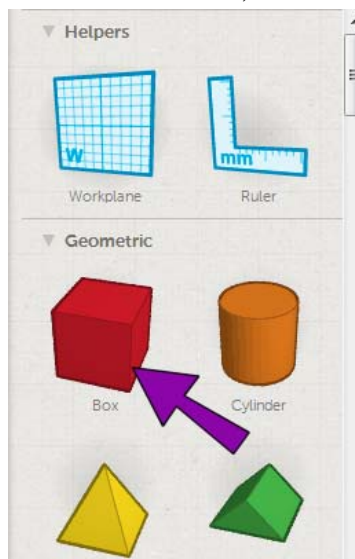 Helpers
W
mm
Workplane
Ruler
Geometric
Box
Cylinder